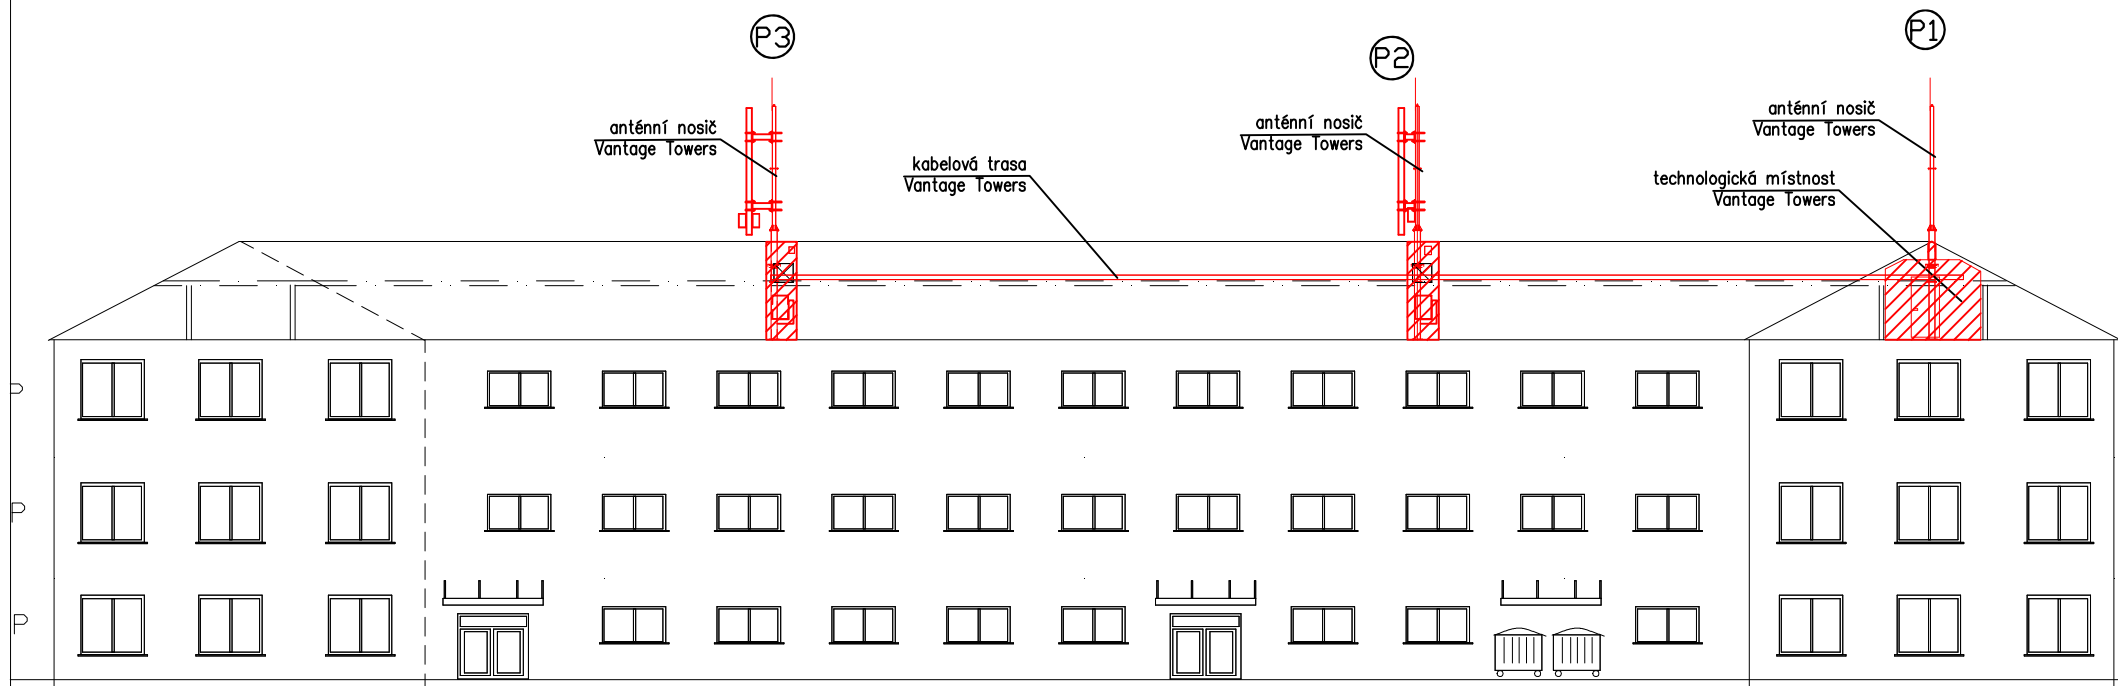 P3
P2
P1
anténní nosič
Vantage Towers
kabelová trasa
Vantage Towers
anténní nosič
Vantage Towers
anténní nosič
Vantage Towers
technologická místnost
Vantage Towers